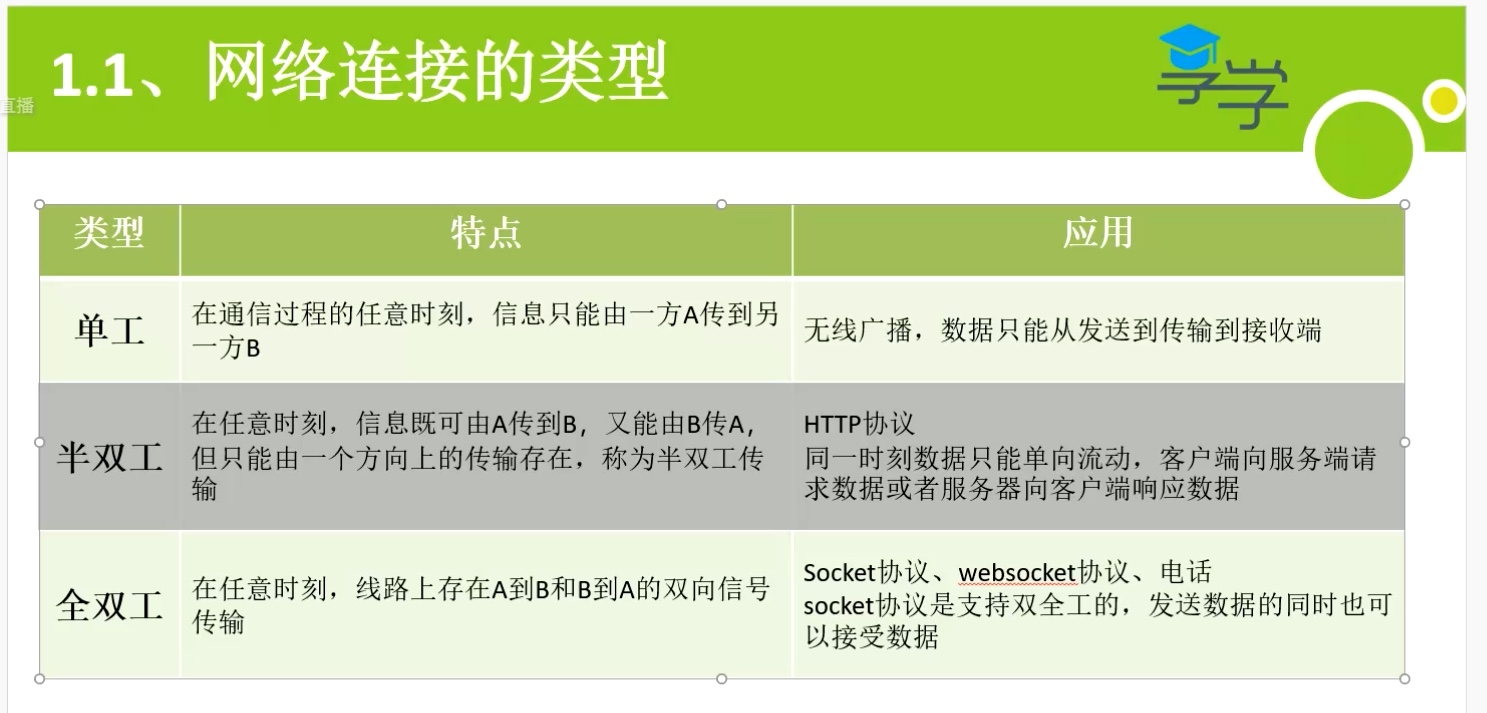 1.1、网络连接的类型
享学
直播
类型
特点
应用
单工
在通信过程的任意时刻，信息只能由一方A传到另
一方B
无线广播，数据只能从发送到传输到接收端
半双工
在任意时刻，信息既可由A传到B，又能由B传A，
但只能由一个方向上的传输存在，称为半双工传
输
HTTP协议
同一时刻数据只能单向流动，客户端向服务端请
求数据或者服务器向客户端响应数据
全双工
在任意时刻，线路上存在A到B和B到A的双向信号
传输
Socket协议、websocket协议、电话
socket协议是支持双全工的，发送数据的同时也可
以接受数据